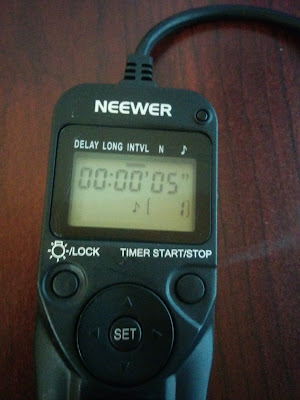 NEEWER
DELAY LONG INTVL N ♪
00:00'05"
♪
-/LOCK TIMER START/STOP
SET